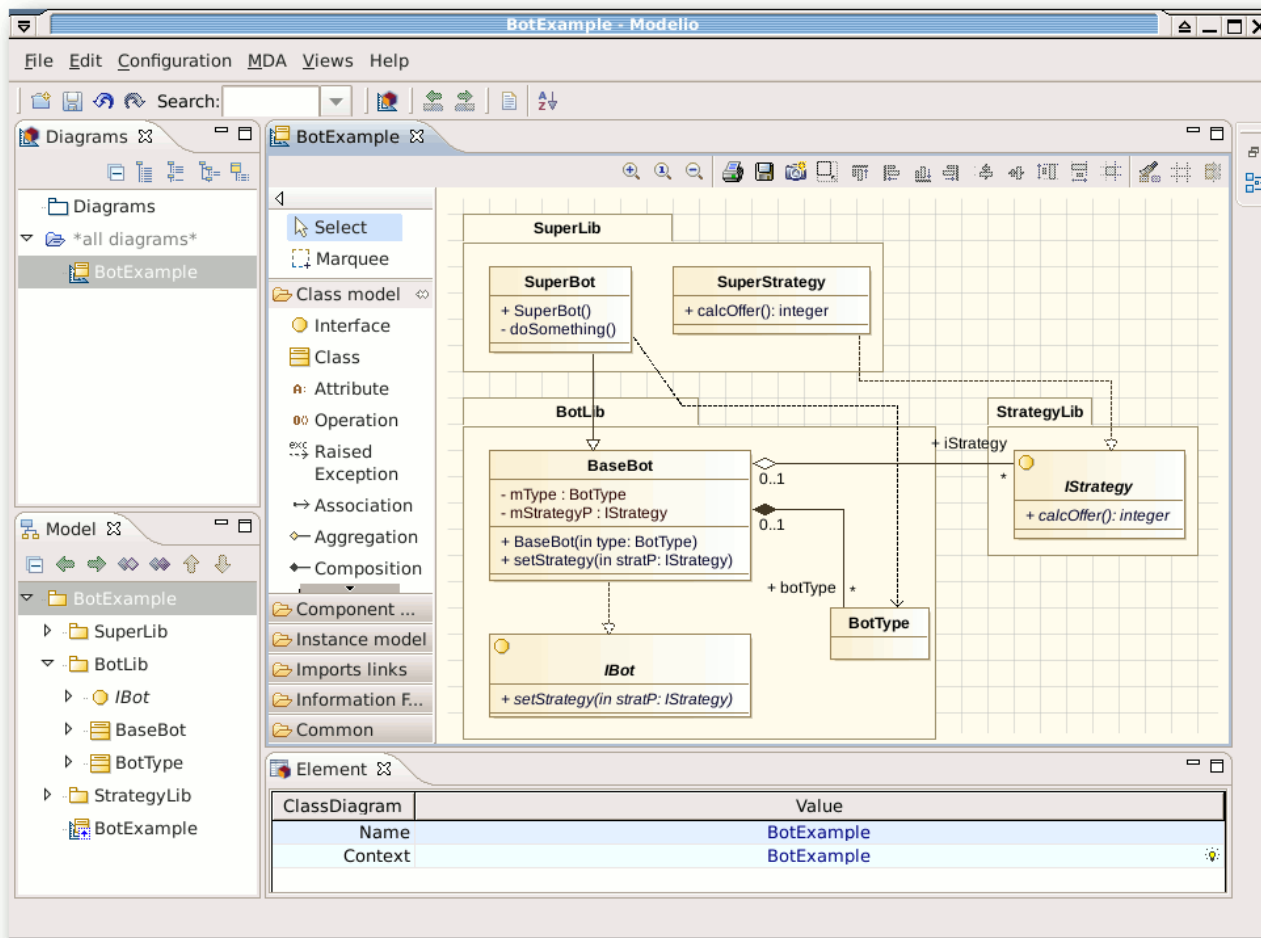 BotExample - Modelio
File Edit Configuration MDA Views Help
Search:
A
Z
Diagrams
Diagrams
*all diagrams*
BotExample
Model
BotExample
SuperLib
BotLib
IBot
BaseBot
BotType
StrategyLib
BotExample
BotExample
Select
Marquee
Class model
Interface
Class
A: Attribute
Operation
exc Raised
Exception
Association
Aggregation
Composition
Component ...
Instance model
Imports links
Information F...
Common
SuperLib
SuperBot
+ SuperBot()
- doSomething()
SuperStrategy
+ calcOffer(): integer
BotLib
BaseBot
- mType : BotType
- mStrategyP : IStrategy
+ BaseBot(in type: BotType)
+ setStrategy(in stratP: IStrategy)
0..1
0..1
+ iStrategy
*
+ botType *
BotType
IBot
+ setStrategy(in stratP: IStrategy)
StrategyLib
IStrategy
+ calcOffer(): integer
Element
ClassDiagram Value
Name BotExample
Context BotExample